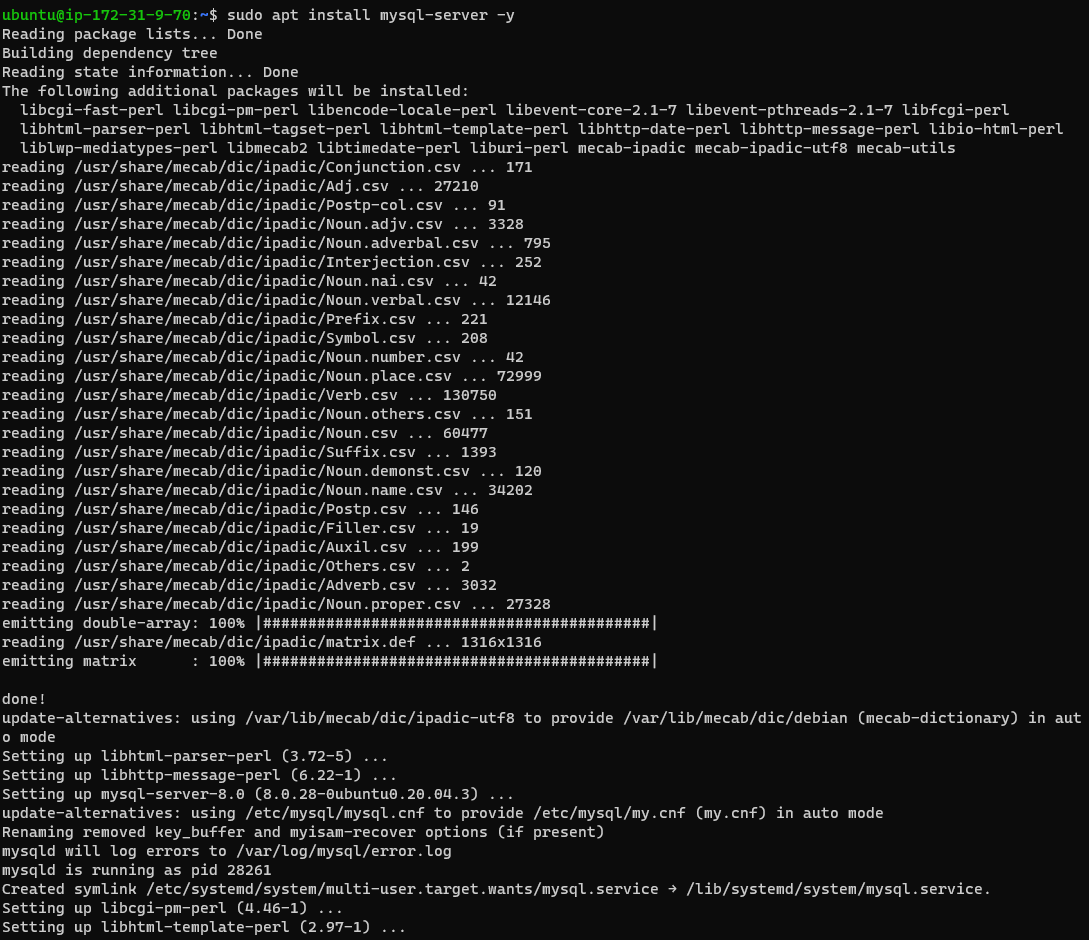 ubuntu@ip-172-31-9-70:~$ sudo apt install mysql-server -y
Reading package lists... Done
Building dependency tree
Reading state information... Done
The following additional packages will be installed:
  libcgi-fast-perl libcgi-pm-perl libencode-locale-perl libevent-core-2.1-7 libevent-pthreads-2.1-7 libfcgi-perl
  libhtml-parser-perl libhtml-tagset-perl libhtml-template-perl libhttp-date-perl libhttp-message-perl libio-html-perl
  liblwp-mediatypes-perl libmecab2 libtimedate-perl liburi-perl mecab-ipadic mecab-ipadic-utf8 mecab-utils
reading /usr/share/mecab/dic/ipadic/Conjunction.csv ... 171
reading /usr/share/mecab/dic/ipadic/Adj.csv ... 27210
reading /usr/share/mecab/dic/ipadic/Postp-col.csv ... 91
reading /usr/share/mecab/dic/ipadic/Noun.adjv.csv ... 3328
reading /usr/share/mecab/dic/ipadic/Noun.adverbal.csv ... 795
reading /usr/share/mecab/dic/ipadic/Interjection.csv ... 252
reading /usr/share/mecab/dic/ipadic/Noun.nai.csv ... 42
reading /usr/share/mecab/dic/ipadic/Noun.verbal.csv ... 12146
reading /usr/share/mecab/dic/ipadic/Prefix.csv ... 221
reading /usr/share/mecab/dic/ipadic/Symbol.csv ... 208
reading /usr/share/mecab/dic/ipadic/Noun.number.csv ... 42
reading /usr/share/mecab/dic/ipadic/Noun.place.csv ... 72999
reading /usr/share/mecab/dic/ipadic/Verb.csv ... 130750
reading /usr/share/mecab/dic/ipadic/Noun.others.csv ... 151
reading /usr/share/mecab/dic/ipadic/Noun.csv ... 60477
reading /usr/share/mecab/dic/ipadic/Suffix.csv ... 1393
reading /usr/share/mecab/dic/ipadic/Noun.demonst.csv ... 120
reading /usr/share/mecab/dic/ipadic/Noun.name.csv ... 34202
reading /usr/share/mecab/dic/ipadic/Postp.csv ... 146
reading /usr/share/mecab/dic/ipadic/Filler.csv ... 19
reading /usr/share/mecab/dic/ipadic/Auxil.csv ... 199
reading /usr/share/mecab/dic/ipadic/Others.csv ... 2
reading /usr/share/mecab/dic/ipadic/Adverb.csv ... 3032
reading /usr/share/mecab/dic/ipadic/Noun.proper.csv ... 27328
emitting double-array: 100% |###########################################|
reading /usr/share/mecab/dic/ipadic/matrix.def ... 1316x1316
emitting matrix      : 100% |###########################################|

done!
update-alternatives: using /var/lib/mecab/dic/ipadic-utf8 to provide /var/lib/mecab/dic/debian (mecab-dictionary) in aut
o mode
Setting up libhtml-parser-perl (3.72-5) ...
Setting up libhttp-message-perl (6.22-1) ...
Setting up mysql-server-8.0 (8.0.28-0ubuntu0.20.04.3) ...
update-alternatives: using /etc/mysql/mysql.cnf to provide /etc/mysql/my.cnf (my.cnf) in auto mode
Renaming removed key_buffer and myisam-recover options (if present)
mysqld will log errors to /var/log/mysql/error.log
mysqld is running as pid 28261
Created symlink /etc/systemd/system/multi-user.target.wants/mysql.service → /lib/systemd/system/mysql.service.
Setting up libcgi-pm-perl (4.46-1) ...
Setting up libhtml-template-perl (2.97-1) ...